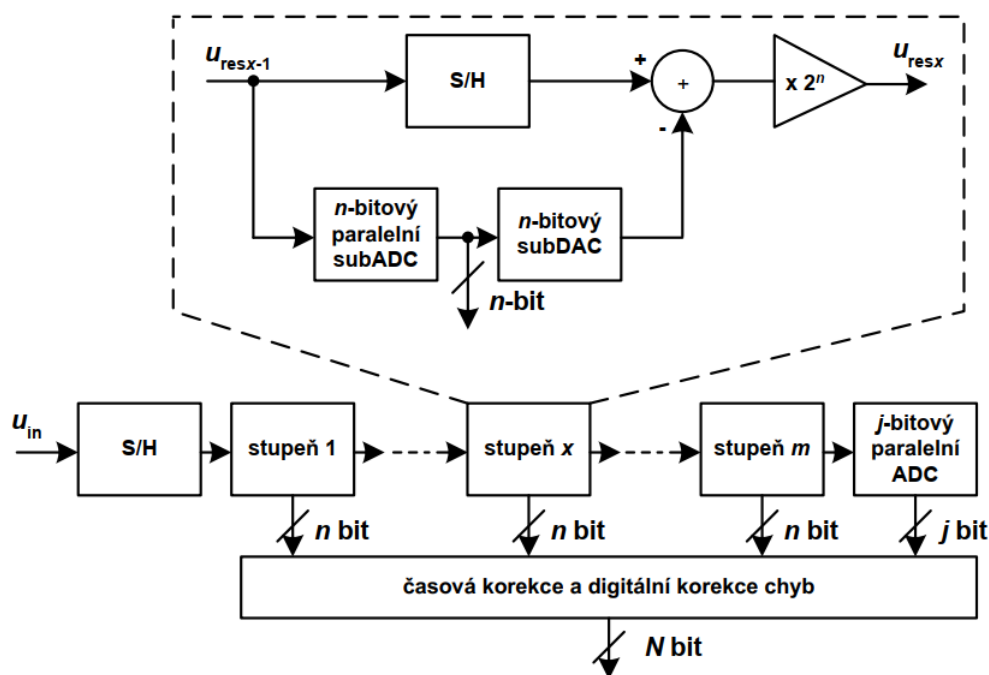 u_resx-1
S/H
+
+
-
x 2ⁿ
u_resx
n-bitový
paralelní
subADC
n-bitový
subDAC
n-bit
u_in
S/H
stupeň 1
stupeň x
stupeň m
j-bitový
paralelní
ADC
n bit
n bit
n bit
j bit
časová korekce a digitální korekce chyb
N bit